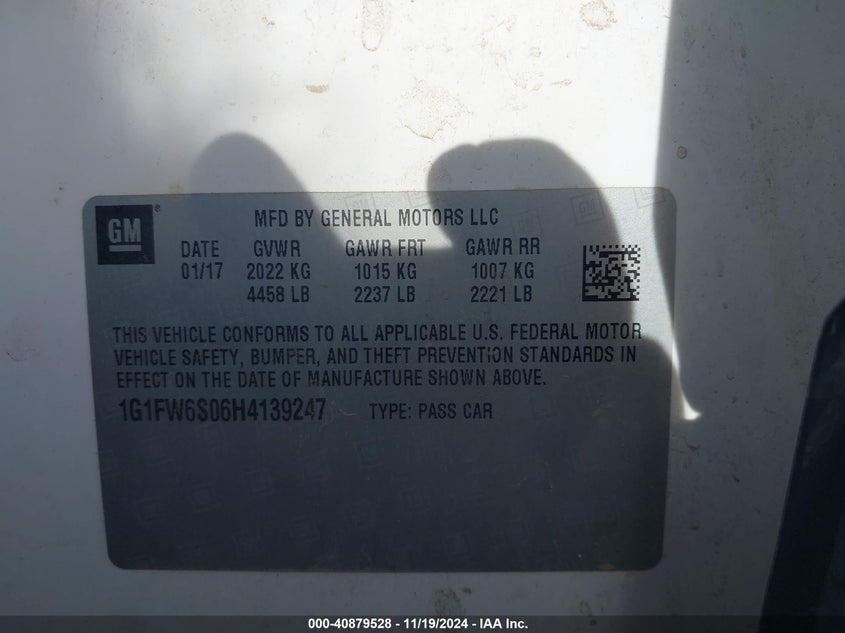 GM ®
MFD BY GENERAL MOTORS LLC
DATE GVWR GAWR FRT GAWR RR
01/17 2022 KG 1015 KG 1007 KG
4458 LB 2237 LB 2221 LB
THIS VEHICLE CONFORMS TO ALL APPLICABLE U.S. FEDERAL MOTOR
VEHICLE SAFETY, BUMPER, AND THEFT PREVENTION STANDARDS IN
EFFECT ON THE DATE OF MANUFACTURE SHOWN ABOVE.
1G1FW6S06H4139247 TYPE: PASS CAR
000-40879528 - 11/19/2024 - IAA Inc.